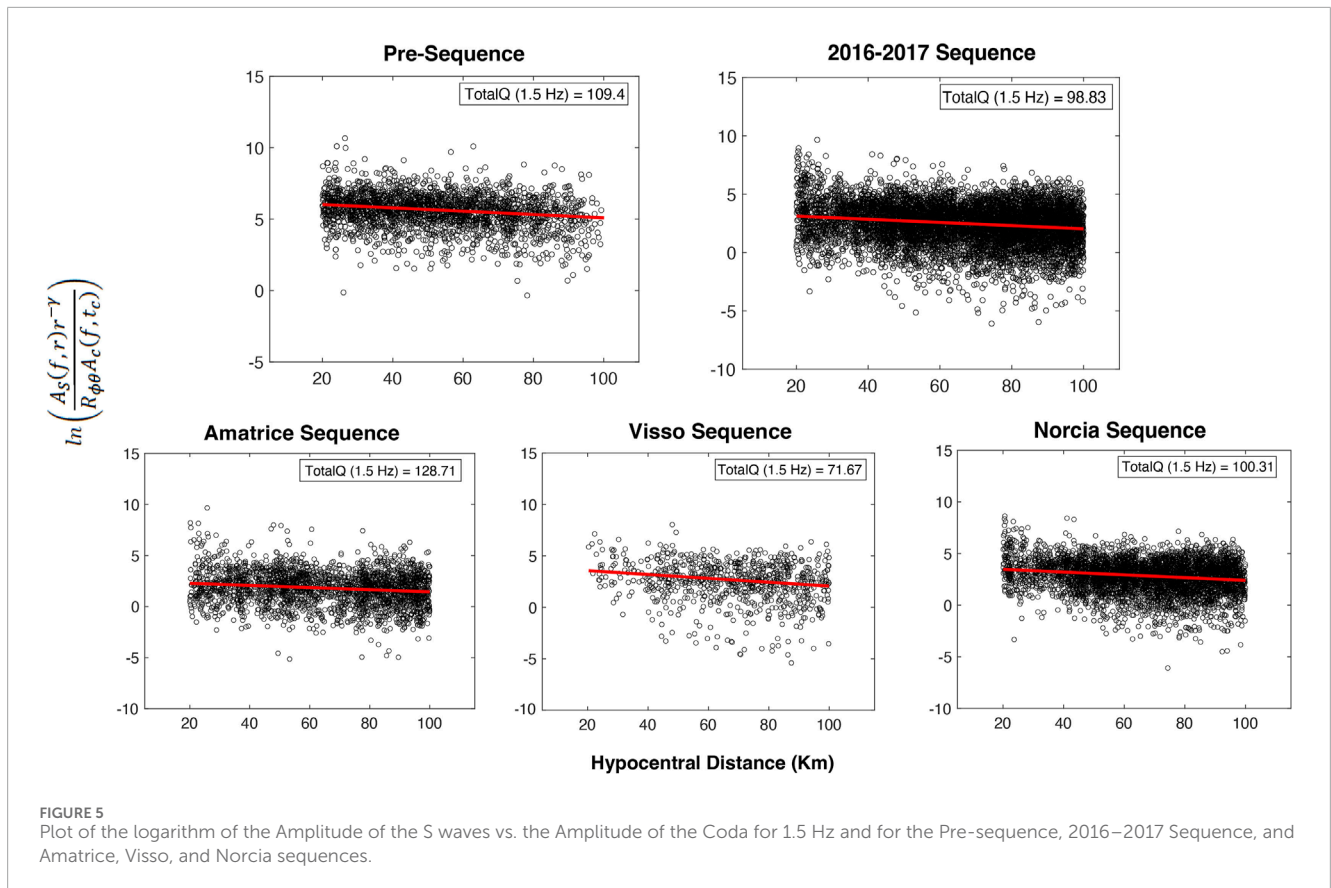 Pre-Sequence
TotalQ (1.5 Hz) = 109.4
15
10
5
0
-5
20 40 60 80 100
2016-2017 Sequence
TotalQ (1.5 Hz) = 98.83
15
10
5
0
-5
-10
20 40 60 80 100
ln(A_S(f,r)r^{-γ} / R_{ϕθ}A_c(f,t_c))
Amatrice Sequence
TotalQ (1.5 Hz) = 128.71
15
10
5
0
-5
-10
20 40 60 80 100
Visso Sequence
TotalQ (1.5 Hz) = 71.67
15
10
5
0
-5
-10
20 40 60 80 100
Norcia Sequence
TotalQ (1.5 Hz) = 100.31
15
10
5
0
-5
-10
20 40 60 80 100
Hypocentral Distance (Km)
FIGURE 5
Plot of the logarithm of the Amplitude of the S waves vs. the Amplitude of the Coda for 1.5 Hz and for the Pre-sequence, 2016–2017 Sequence, and
Amatrice, Visso, and Norcia sequences.